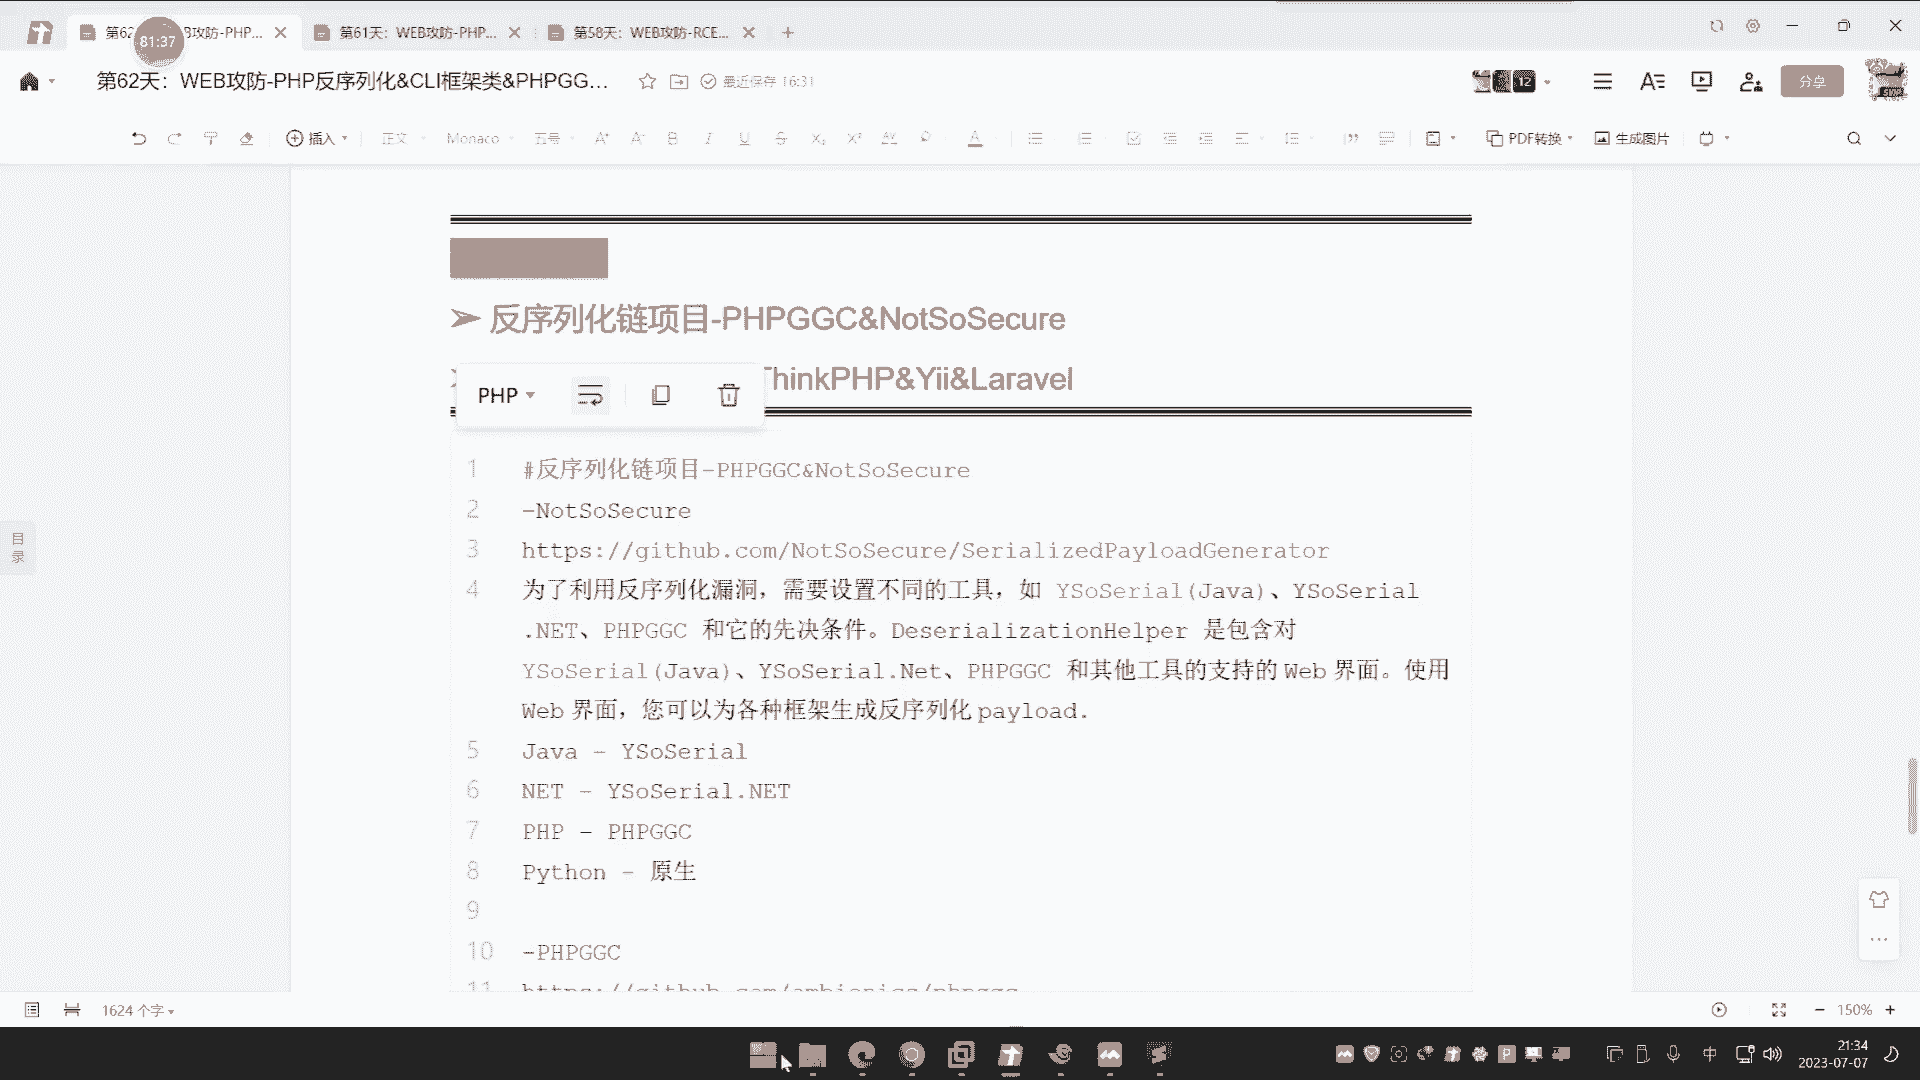 第62
B攻防-PHP...
第61天：WEB攻防-PHP...
第58天：WEB攻防-RCE...
81:37
第62天：WEB攻防-PHP反序列化&CLI框架类&PHPGG...
最近保存 16:31
12
分享
插入
正文
Monaco
五号
PDF转换
生成图片
➢ 反序列化链项目-PHPGGC&NotSoSecure
ThinkPHP&Yii&Laravel
PHP
1 #反序列化链项目-PHPGGC&NotSoSecure
2 -NotSoSecure
3 https://github.com/NotSoSecure/SerializedPayloadGenerator
4 为了利用反序列化漏洞，需要设置不同的工具，如 YSoSerial(Java)、YSoSerial
.NET、PHPGGC 和它的先决条件。DeserializationHelper 是包含对
YSoSerial(Java)、YSoSerial.Net、PHPGGC 和其他工具的支持的 Web 界面。使用
Web 界面，您可以为各种框架生成反序列化 payload.
5 Java - YSoSerial
6 NET - YSoSerial.NET
7 PHP - PHPGGC
8 Python - 原生
9
10 -PHPGGC
11 https://github.com/ambionics/phpggc
目录
1624 个字
150%
中
21:34
2023-07-07